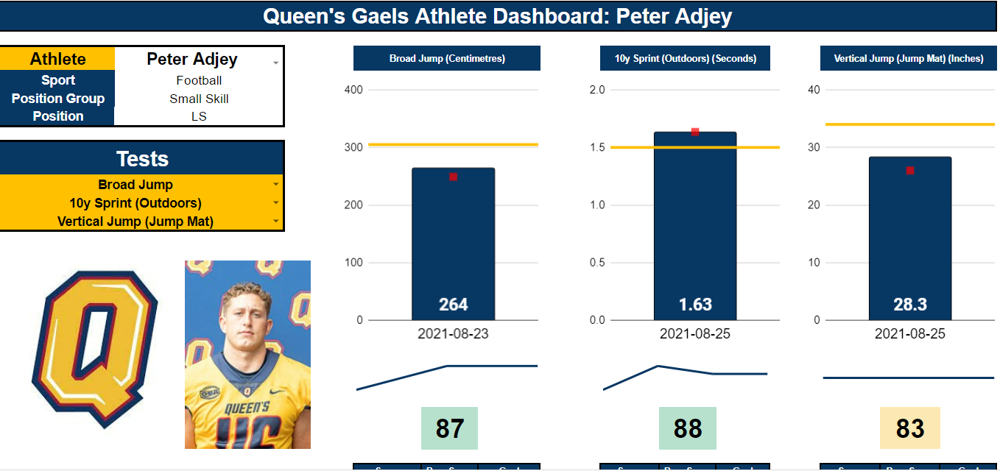 Queen's Gaels Athlete Dashboard: Peter Adjey
Athlete Peter Adjey
Sport Football
Position Group Small Skill
Position LS
Tests
Broad Jump
10y Sprint (Outdoors)
Vertical Jump (Jump Mat)
Q
QUEEN'S
Broad Jump (Centimetres)
400
300
200
100
0
264
2021-08-23
87
10y Sprint (Outdoors) (Seconds)
2.0
1.5
1.0
0.5
0.0
1.63
2021-08-25
88
Vertical Jump (Jump Mat) (Inches)
40
30
20
10
0
28.3
2021-08-25
83